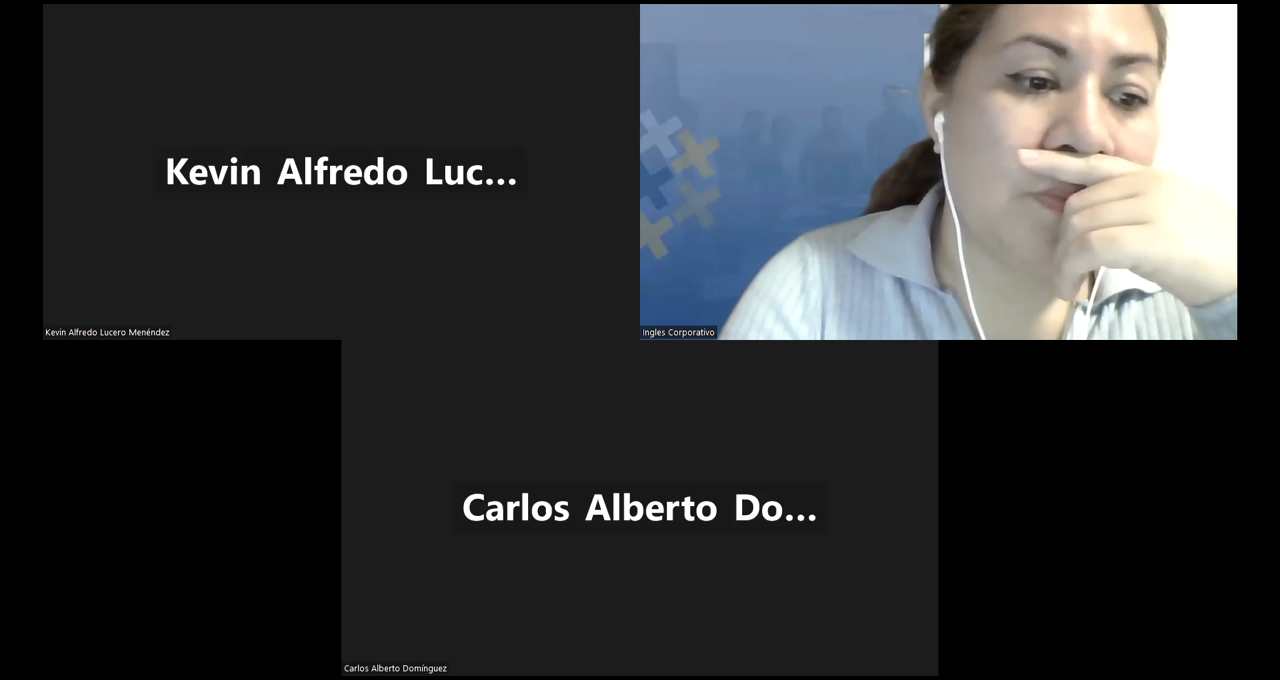 Kevin Alfredo Luc...
Kevin Alfredo Lucero Menéndez
Ingles Corporativo
Carlos Alberto Do...
Carlos Alberto Domínguez